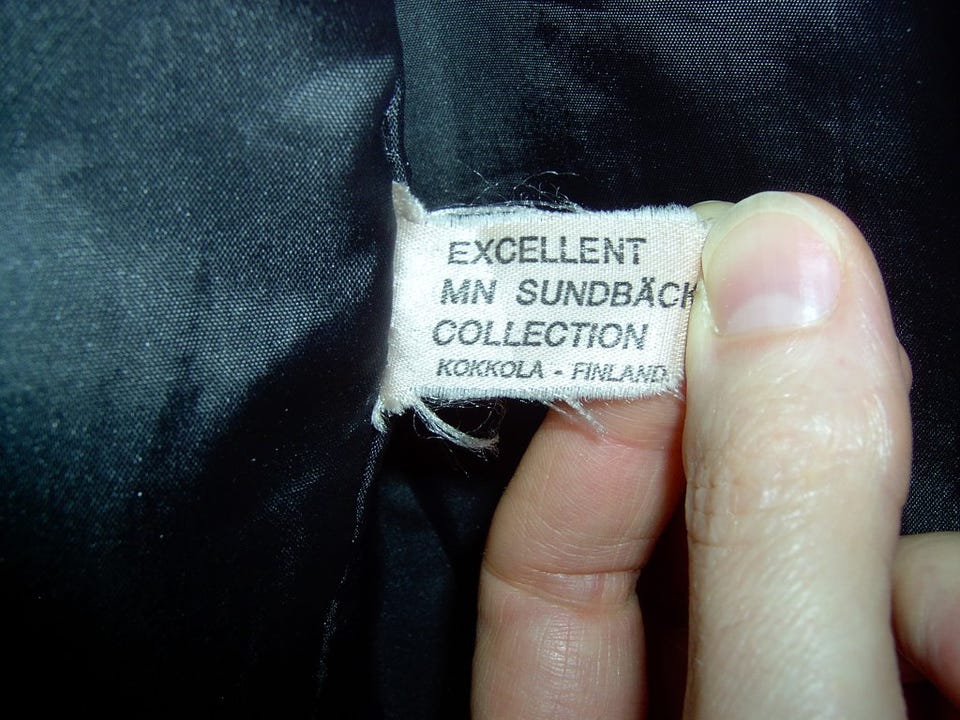 EXCELLENT
MN SUNDBÄCK
COLLECTION
KOKKOLA - FINLAND